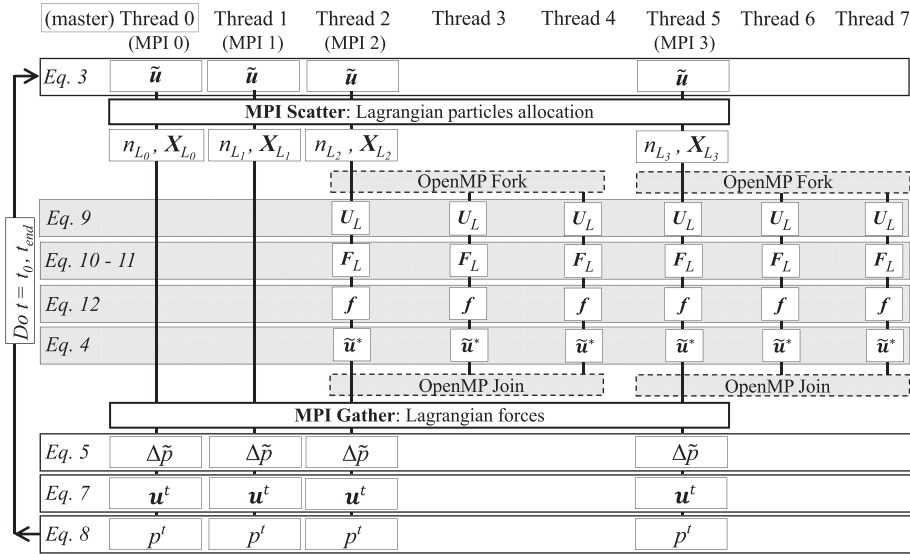 (master) Thread 0 Thread 1 Thread 2 Thread 3 Thread 4 Thread 5 Thread 6 Thread 7
(MPI 0) (MPI 1) (MPI 2) (MPI 3)
Eq. 3 ũ ũ ũ ũ
MPI Scatter: Lagrangian particles allocation
n_{L_0} , X_{L_0} n_{L_1} , X_{L_1} n_{L_2} , X_{L_2} n_{L_3} , X_{L_3}
OpenMP Fork OpenMP Fork
Eq. 9 U_L U_L U_L U_L U_L U_L
Eq. 10 - 11 F_L F_L F_L F_L F_L F_L
Eq. 12 f f f f f f
Eq. 4 ũ* ũ* ũ* ũ* ũ* ũ*
OpenMP Join OpenMP Join
MPI Gather: Lagrangian forces
Eq. 5 Δp̃ Δp̃ Δp̃ Δp̃
Eq. 7 u^t u^t u^t u^t
Eq. 8 p^t p^t p^t p^t
Do t = t_0, t_{end}